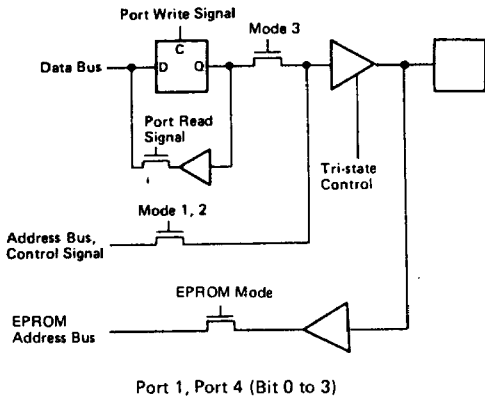 Port Write Signal
C
Mode 3
Data Bus
D
Q
Port Read
Signal
Tri-state
Control
Mode 1, 2
Address Bus,
Control Signal
EPROM Mode
EPROM
Address Bus
Port 1, Port 4 (Bit 0 to 3)